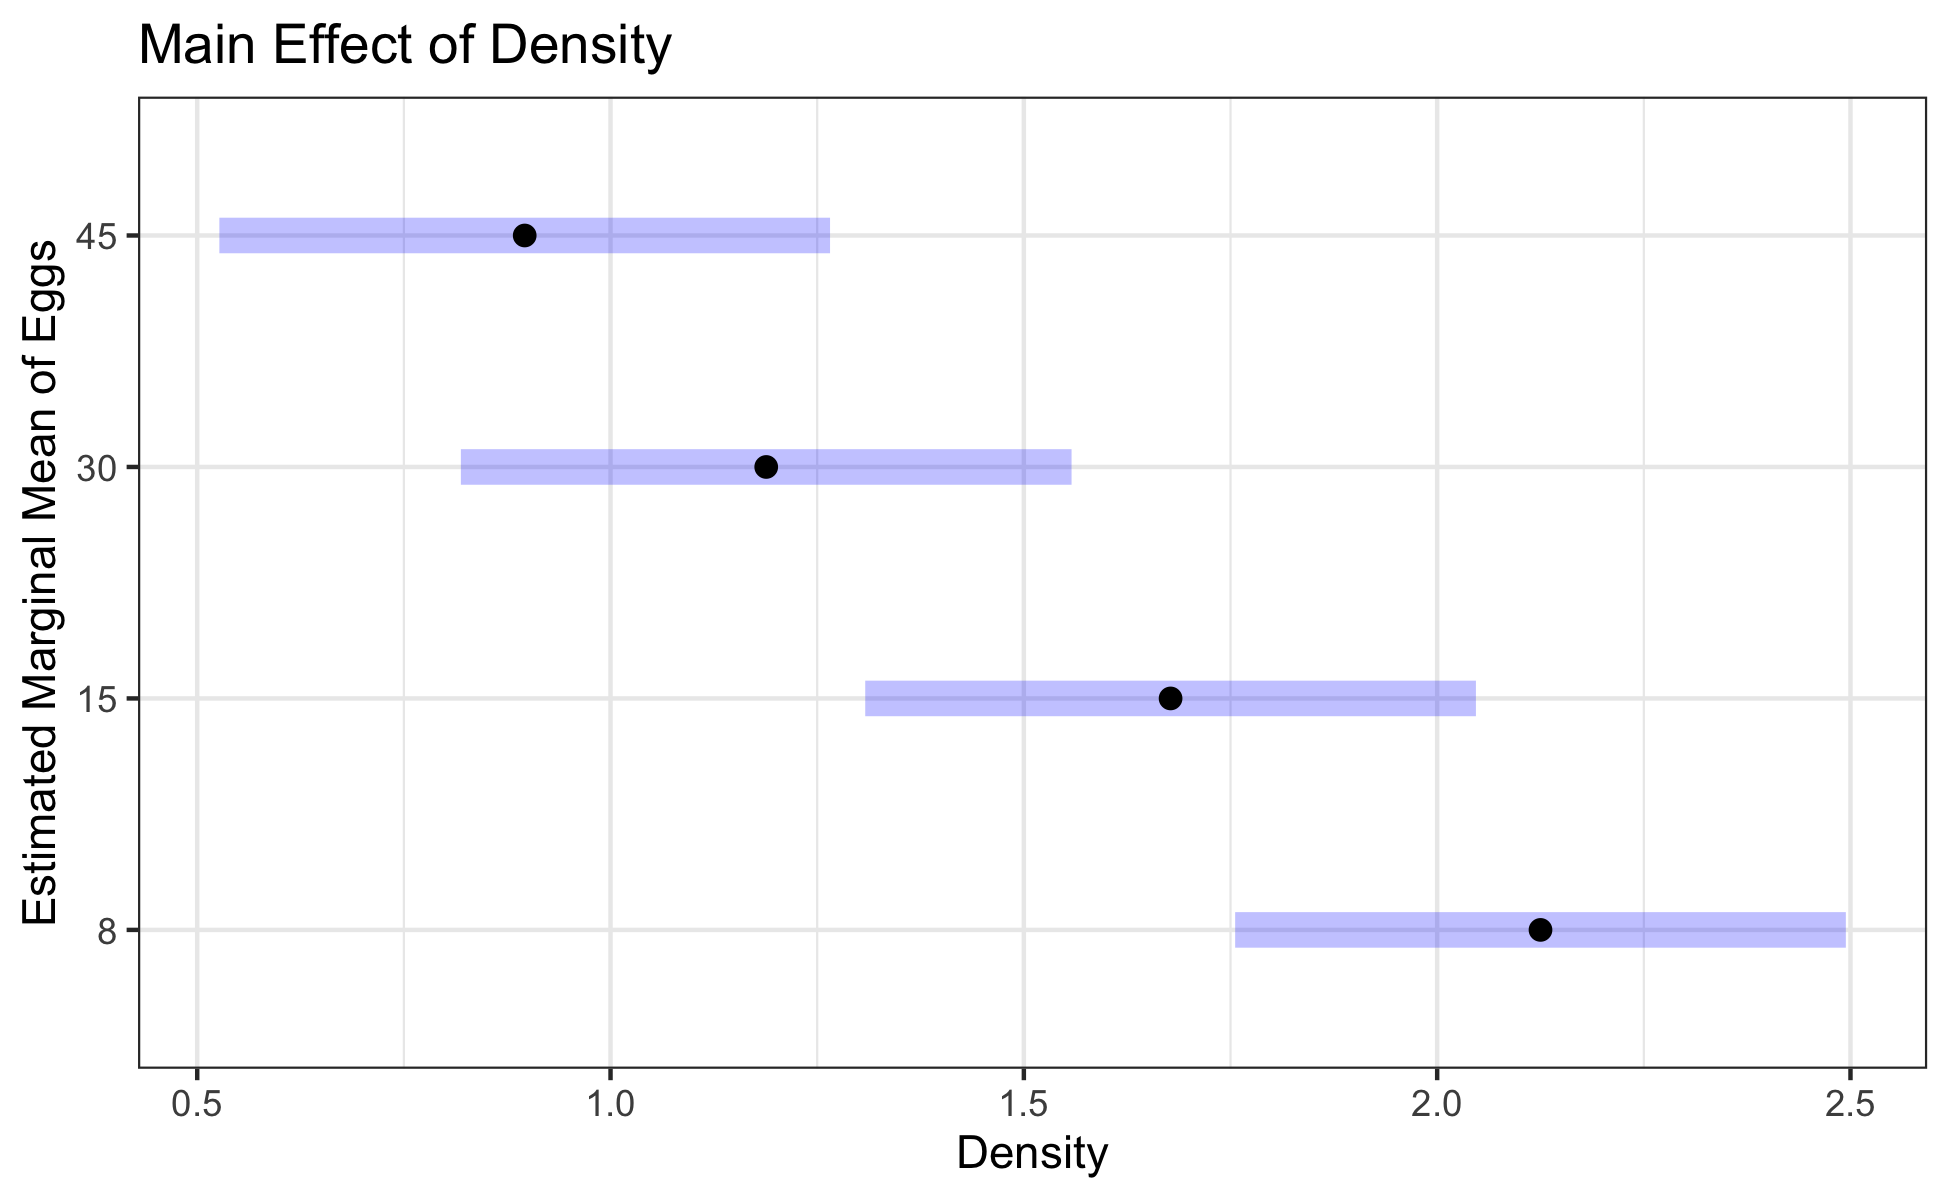 Main Effect of Density
Estimated Marginal Mean of Eggs
45
30
15
8
0.5 1.0 1.5 2.0 2.5
Density